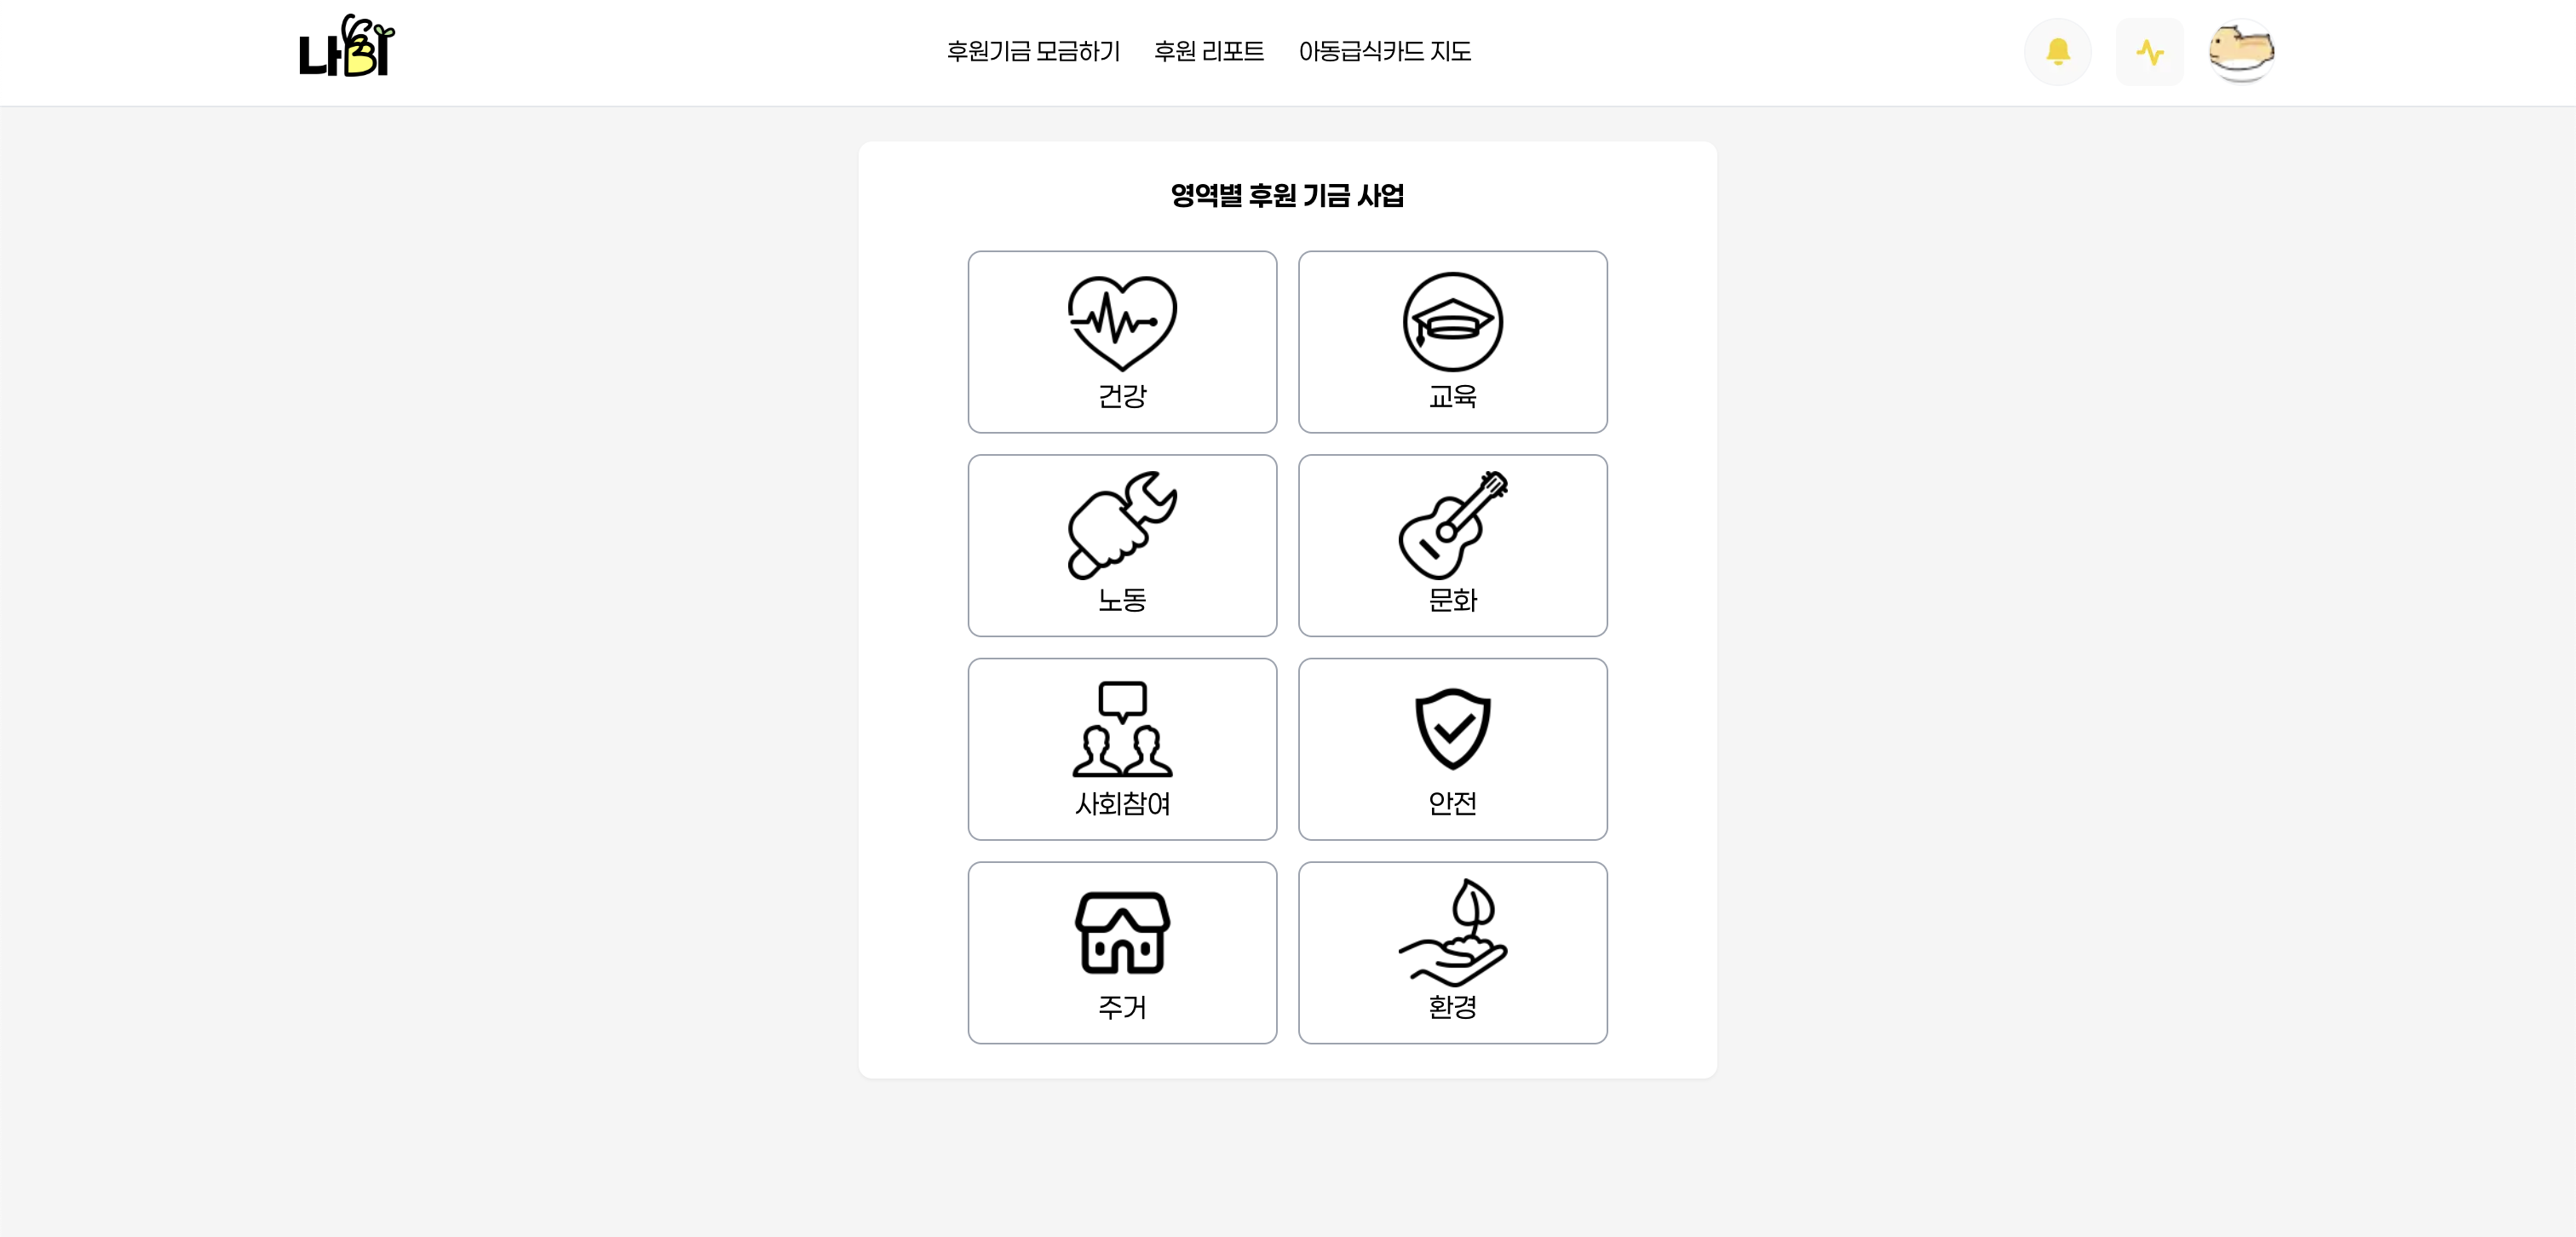 나비
후원기금 모금하기 후원 리포트 아동급식카드 지도
영역별 후원 기금 사업
건강 교육
노동 문화
사회참여 안전
주거 환경